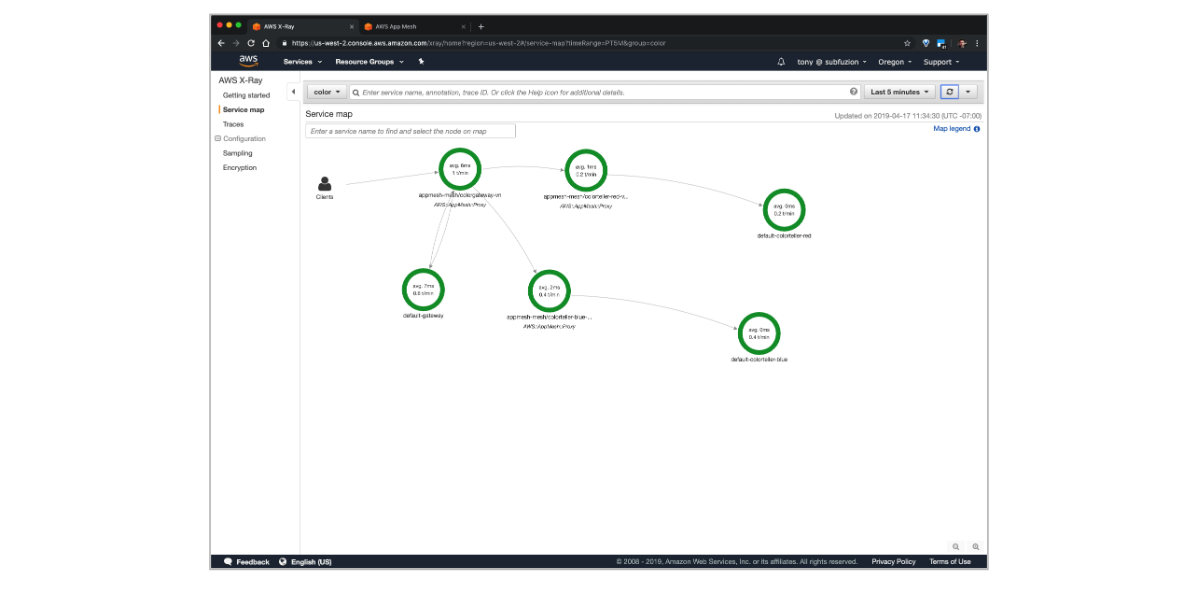 AWS X-Ray
AWS App Mesh
https://us-west-2.console.aws.amazon.com/xray/home?region=us-west-2#/service-map?timeRange=PT5M&group=color
aws
Services
Resource Groups
tony @ subfuzion
Oregon
Support
AWS X-Ray
Getting started
Service map
Traces
Configuration
Sampling
Encryption
color
Enter service name, annotation, trace ID. Or click the Help icon for additional details.
Last 5 minutes
Service map
Updated on 2019-04-17 11:34:30 (UTC -07:00)
Enter a service name to find and select the node on map
Map legend
Clients
avg. 6ms
1 t/min
appmesh-mesh/colorgateway-vn
AWS::AppMesh::Proxy
avg. 1ms
0.2 t/min
appmesh-mesh/colorteller-red-v...
AWS::AppMesh::Proxy
avg. 0ms
0.2 t/min
default-colorteller-red
avg. 7ms
0.6 t/min
default-gateway
avg. 2ms
0.4 t/min
appmesh-mesh/colorteller-blue-...
AWS::AppMesh::Proxy
avg. 0ms
0.4 t/min
default-colorteller-blue
Feedback
English (US)
© 2008 - 2019, Amazon Web Services, Inc. or its affiliates. All rights reserved.
Privacy Policy
Terms of Use